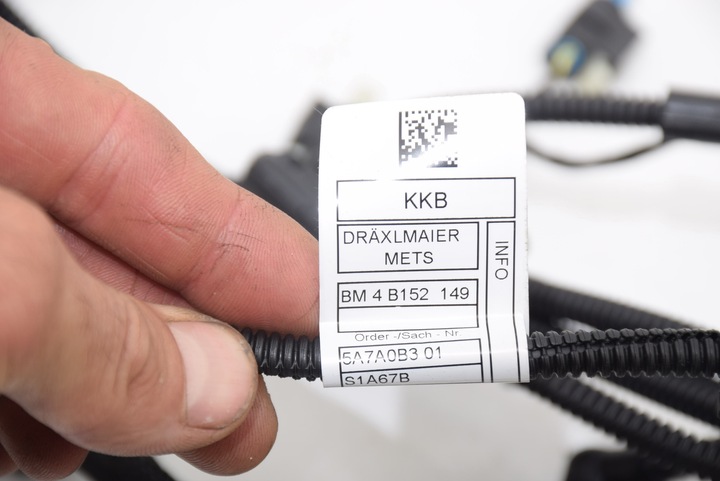 KKB
DRÄXLMAIER
METS
INFO
BM 4 B152 149
Order -/Sach - Nr.
5A7A0B3 01
S1A67B